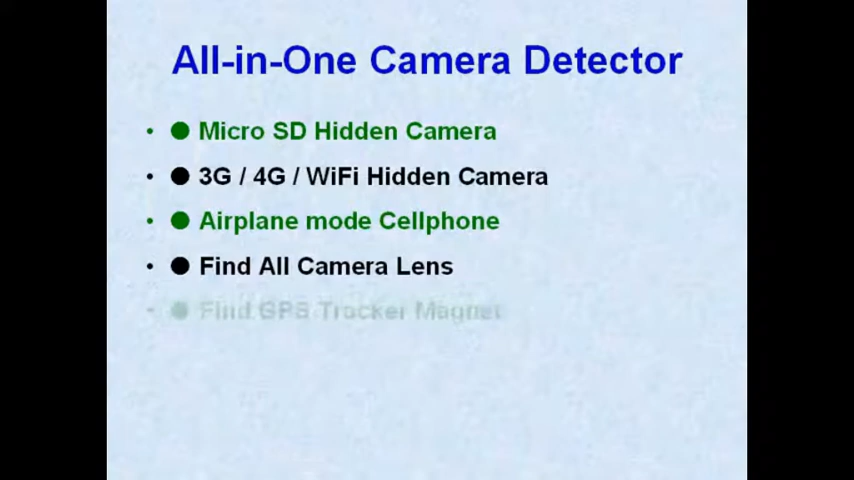 All-in-One Camera Detector
• ● Micro SD Hidden Camera
• ● 3G / 4G / WiFi Hidden Camera
• ● Airplane mode Cellphone
• ● Find All Camera Lens
• ● Find GPS Tracker Magnet